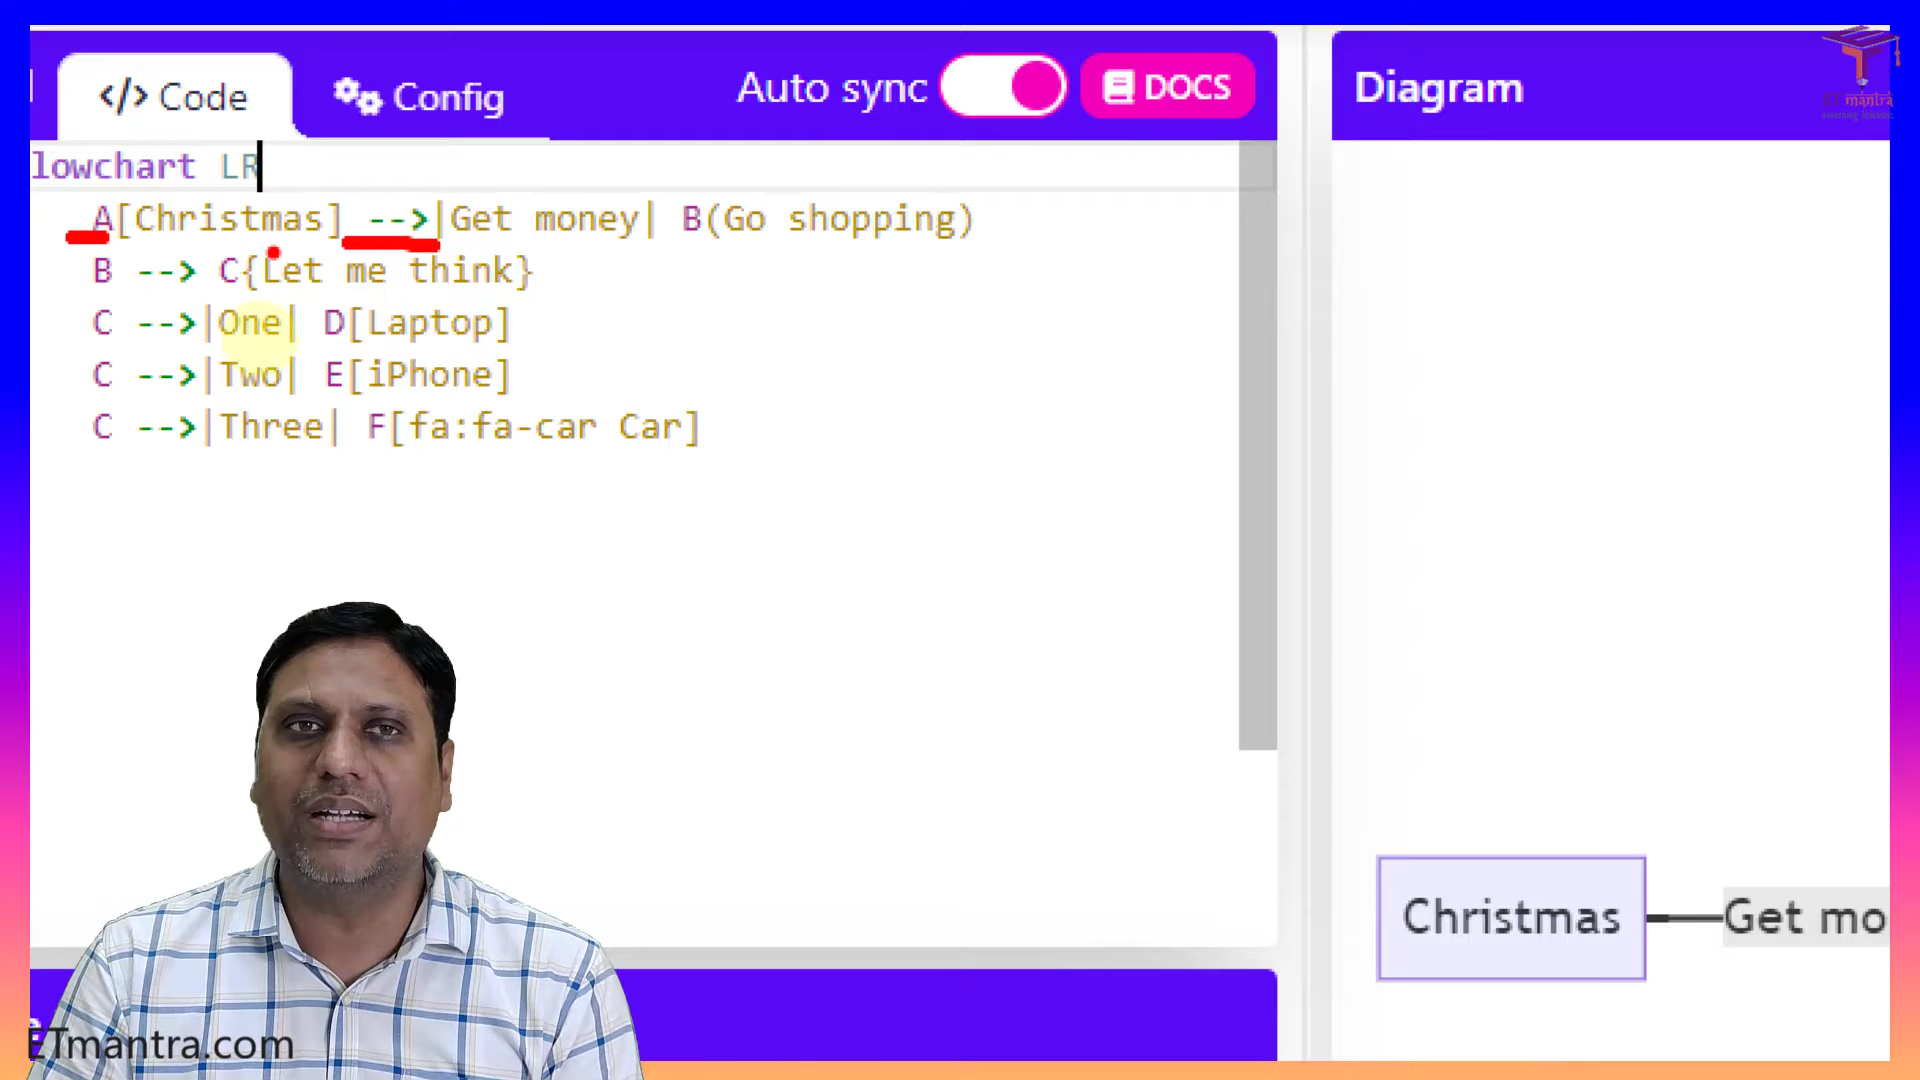 Code
Config
Auto sync
DOCS
Diagram
mantra
lowchart LR
A[Christmas] -->|Get money| B(Go shopping)
B --> C{Let me think}
C -->|One| D[Laptop]
C -->|Two| E[iPhone]
C -->|Three| F[fa:fa-car Car]
Christmas
Get mo
ETmantra.com